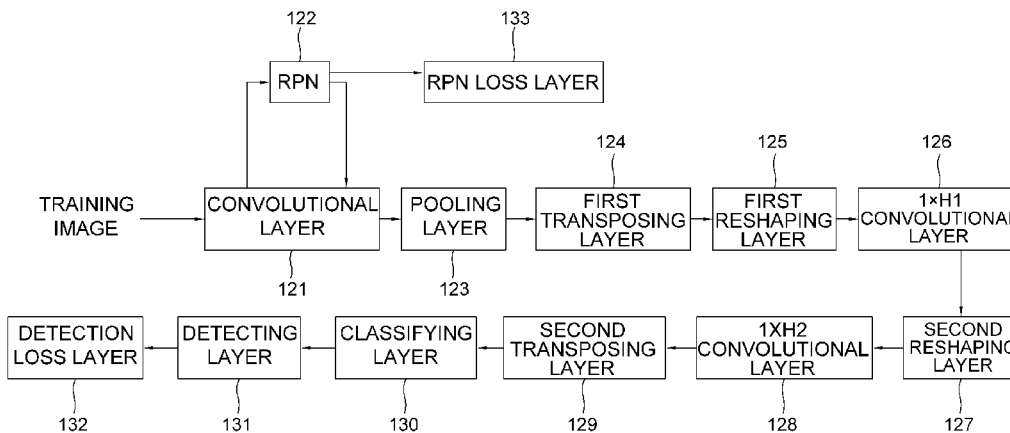 122
133
RPN
RPN LOSS LAYER
124
125
126
TRAINING
IMAGE
CONVOLUTIONAL
LAYER
POOLING
LAYER
FIRST
TRANSPOSING
LAYER
FIRST
RESHAPING
LAYER
1×H1
CONVOLUTIONAL
LAYER
121
123
DETECTION
LOSS LAYER
DETECTING
LAYER
CLASSIFYING
LAYER
SECOND
TRANSPOSING
LAYER
1XH2
CONVOLUTIONAL
LAYER
SECOND
RESHAPING
LAYER
132
131
130
129
128
127